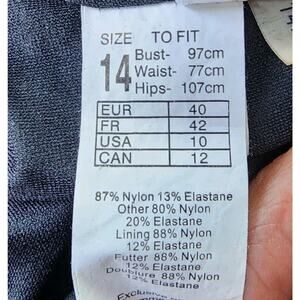 SIZE TO FIT
14 Bust- 97cm
Waist- 77cm
Hips- 107cm
EUR 40
FR 42
USA 10
CAN 12
87% Nylon 13% Elastane
Other 80% Nylon
20% Elastane
Lining 88% Nylon
12% Elastane
Futter 88% Nylon
12% Elastane
Doublure 88% Nylon
12% Elastane
Exclusive